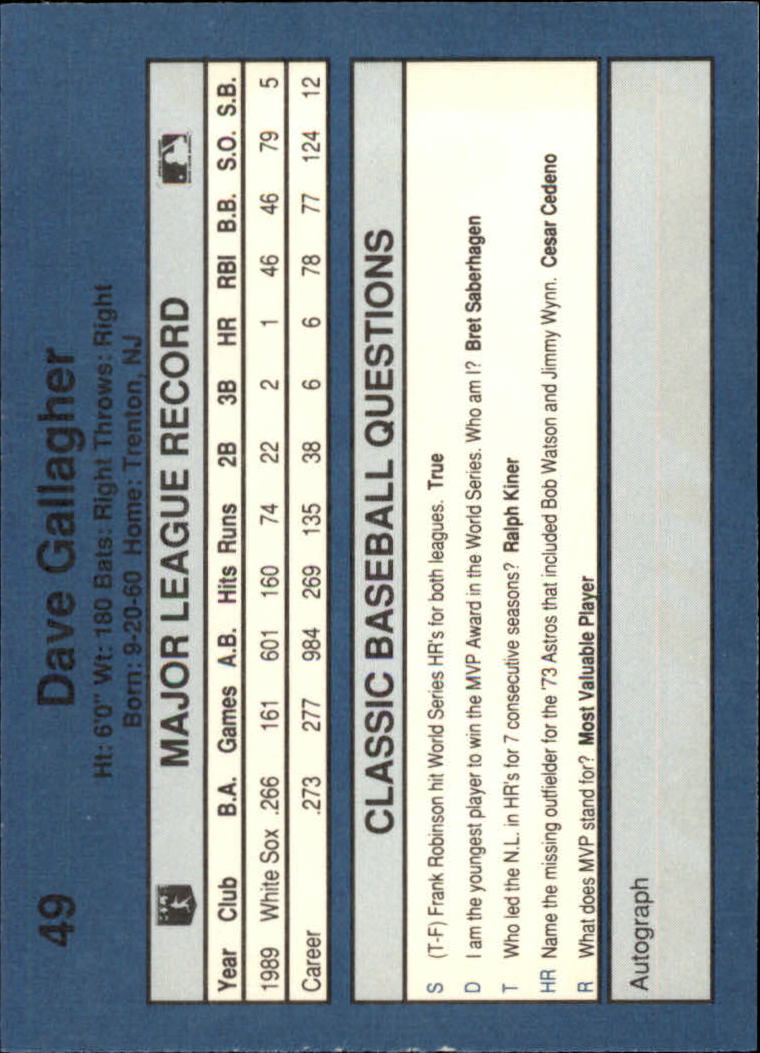 49 Dave Gallagher
Ht: 6'0" Wt: 180 Bats: Right Throws: Right
Born: 9-20-60 Home: Trenton, NJ
MAJOR LEAGUE RECORD
Year Club B.A. Games A.B. Hits Runs 2B 3B HR RBI B.B. S.O. S.B.
1989 White Sox .266 161 601 160 74 22 2 1 46 46 79 5
Career .273 277 984 269 135 38 6 6 78 77 124 12
CLASSIC BASEBALL QUESTIONS
S (T-F) Frank Robinson hit World Series HR's for both leagues. True
D I am the youngest player to win the MVP Award in the World Series. Who am I? Bret Saberhagen
T Who led the N.L. in HR's for 7 consecutive seasons? Ralph Kiner
HR Name the missing outfielder for the '73 Astros that included Bob Watson and Jimmy Wynn. Cesar Cedeno
R What does MVP stand for? Most Valuable Player
Autograph